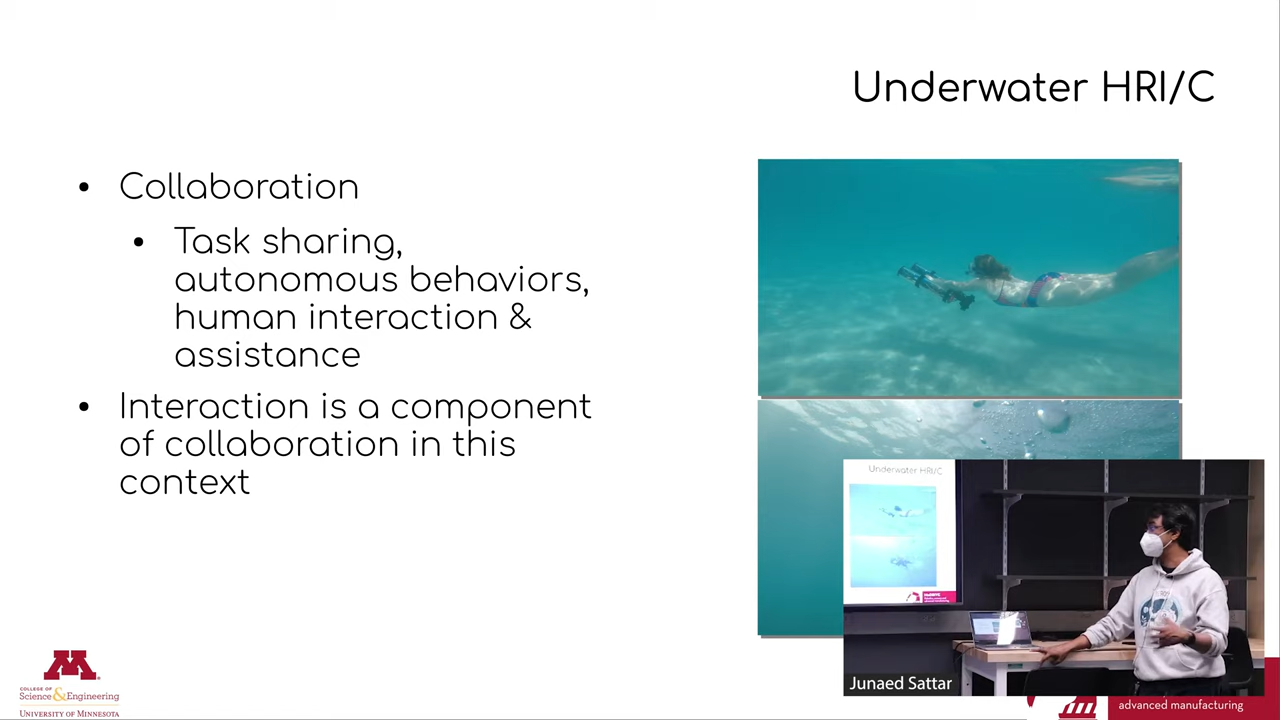 Underwater HRI/C
• Collaboration
• Task sharing,
autonomous behaviors,
human interaction &
assistance
• Interaction is a component
of collaboration in this
context
Underwater HRI/C
Junaed Sattar
M
COLLEGE OF
Science & Engineering
UNIVERSITY OF MINNESOTA
advanced manufacturing